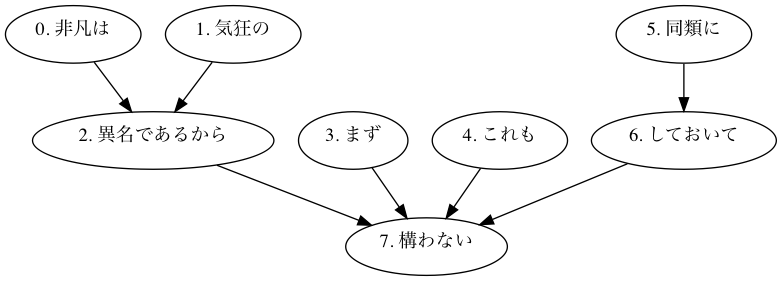 0. 非凡は
1. 気狂の
5. 同類に
2. 異名であるから
3. まず
4. これも
6. しておいて
7. 構わない